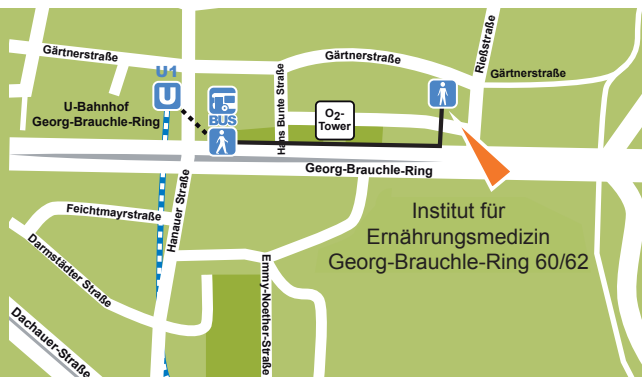 Gärtnerstraße
Gärtnerstraße
Rießstraße
Gärtnerstraße
U1
U
U-Bahnhof
Georg-Brauchle-Ring
BUS
Hans Bunte Straße
O2-
Tower
Georg-Brauchle-Ring
Hanauer Straße
Feichtmayrstraße
Darmstädter Straße
Dachauer-Straße
Emmy-Noether-Straße
Institut für
Ernährungsmedizin
Georg-Brauchle-Ring 60/62